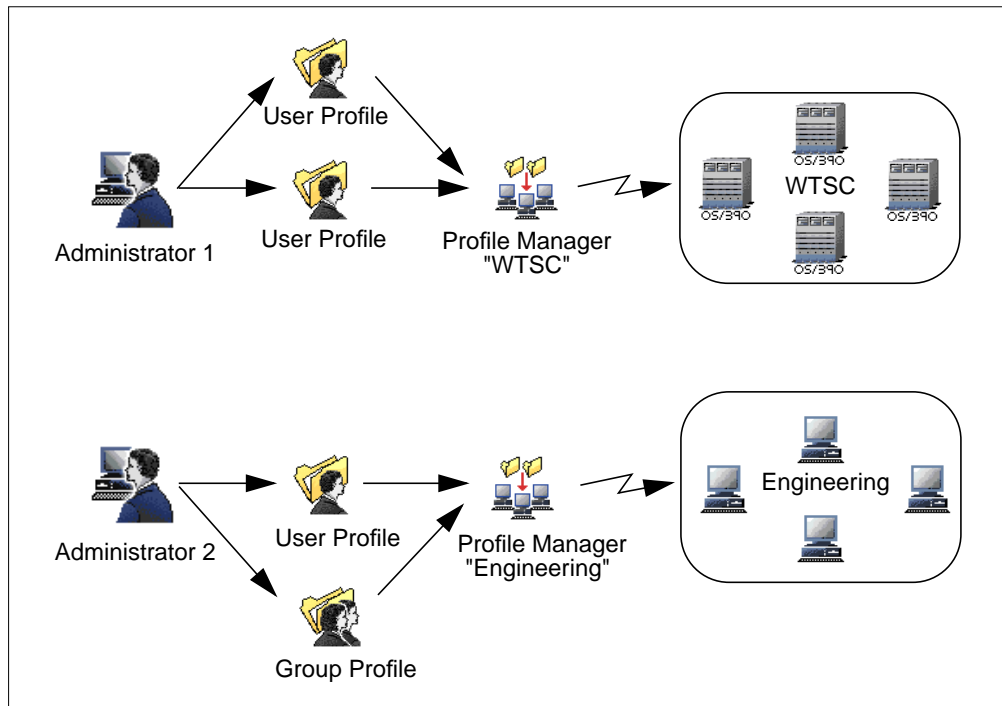 User Profile
OS/390
WTSC
OS/390
OS/390
OS/390
User Profile
Administrator 1
Profile Manager
"WTSC"
Engineering
User Profile
Administrator 2
Profile Manager
"Engineering"
Group Profile